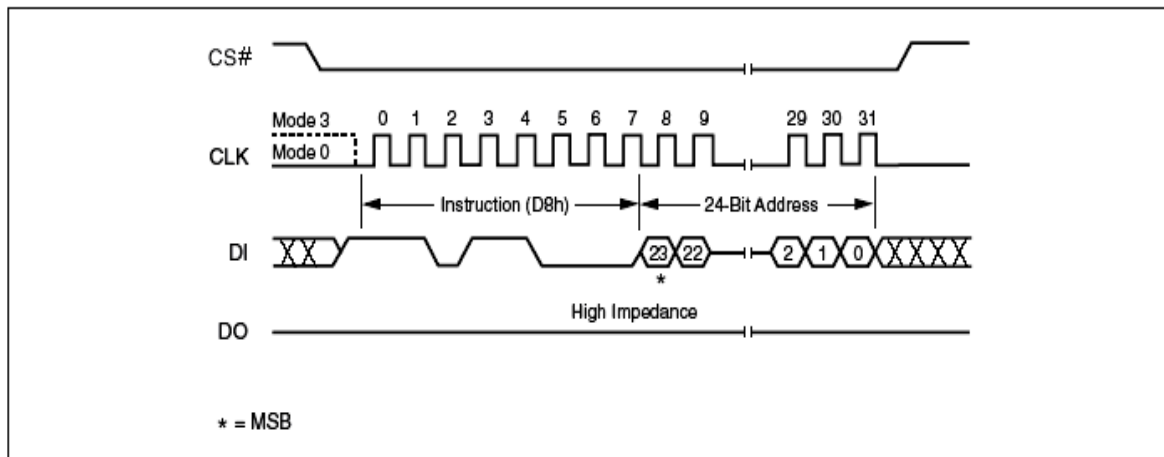 CS#
Mode 3
0 1 2 3 4 5 6 7 8 9 29 30 31
CLK
Mode 0
Instruction (D8h) 24-Bit Address
DI 23 22 2 1 0
*
High Impedance
DO
* = MSB